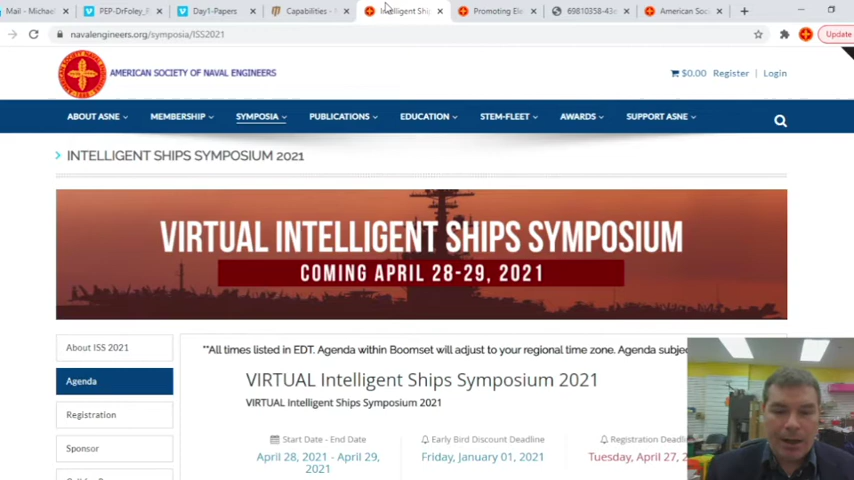 Mail - Michael
PEP-DrFoley_F
Day1-Papers
Capabilities -
Intelligent Ship
Promoting Ele
69810358-43c
American Soc
navalengineers.org/symposia/ISS2021
Update
AMERICAN SOCIETY OF NAVAL ENGINEERS
$0.00 Register | Login
ABOUT ASNE MEMBERSHIP SYMPOSIA PUBLICATIONS EDUCATION STEM-FLEET AWARDS SUPPORT ASNE
INTELLIGENT SHIPS SYMPOSIUM 2021
VIRTUAL INTELLIGENT SHIPS SYMPOSIUM
COMING APRIL 28-29, 2021
About ISS 2021
Agenda
Registration
Sponsor
**All times listed in EDT. Agenda within Boomset will adjust to your regional time zone. Agenda subje
VIRTUAL Intelligent Ships Symposium 2021
VIRTUAL Intelligent Ships Symposium 2021
Start Date - End Date
April 28, 2021 - April 29,
2021
Early Bird Discount Deadline
Friday, January 01, 2021
Registration Deadli
Tuesday, April 27, 2